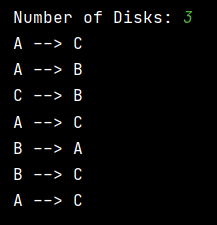 Number of Disks: 3
A --> C
A --> B
C --> B
A --> C
B --> A
B --> C
A --> C